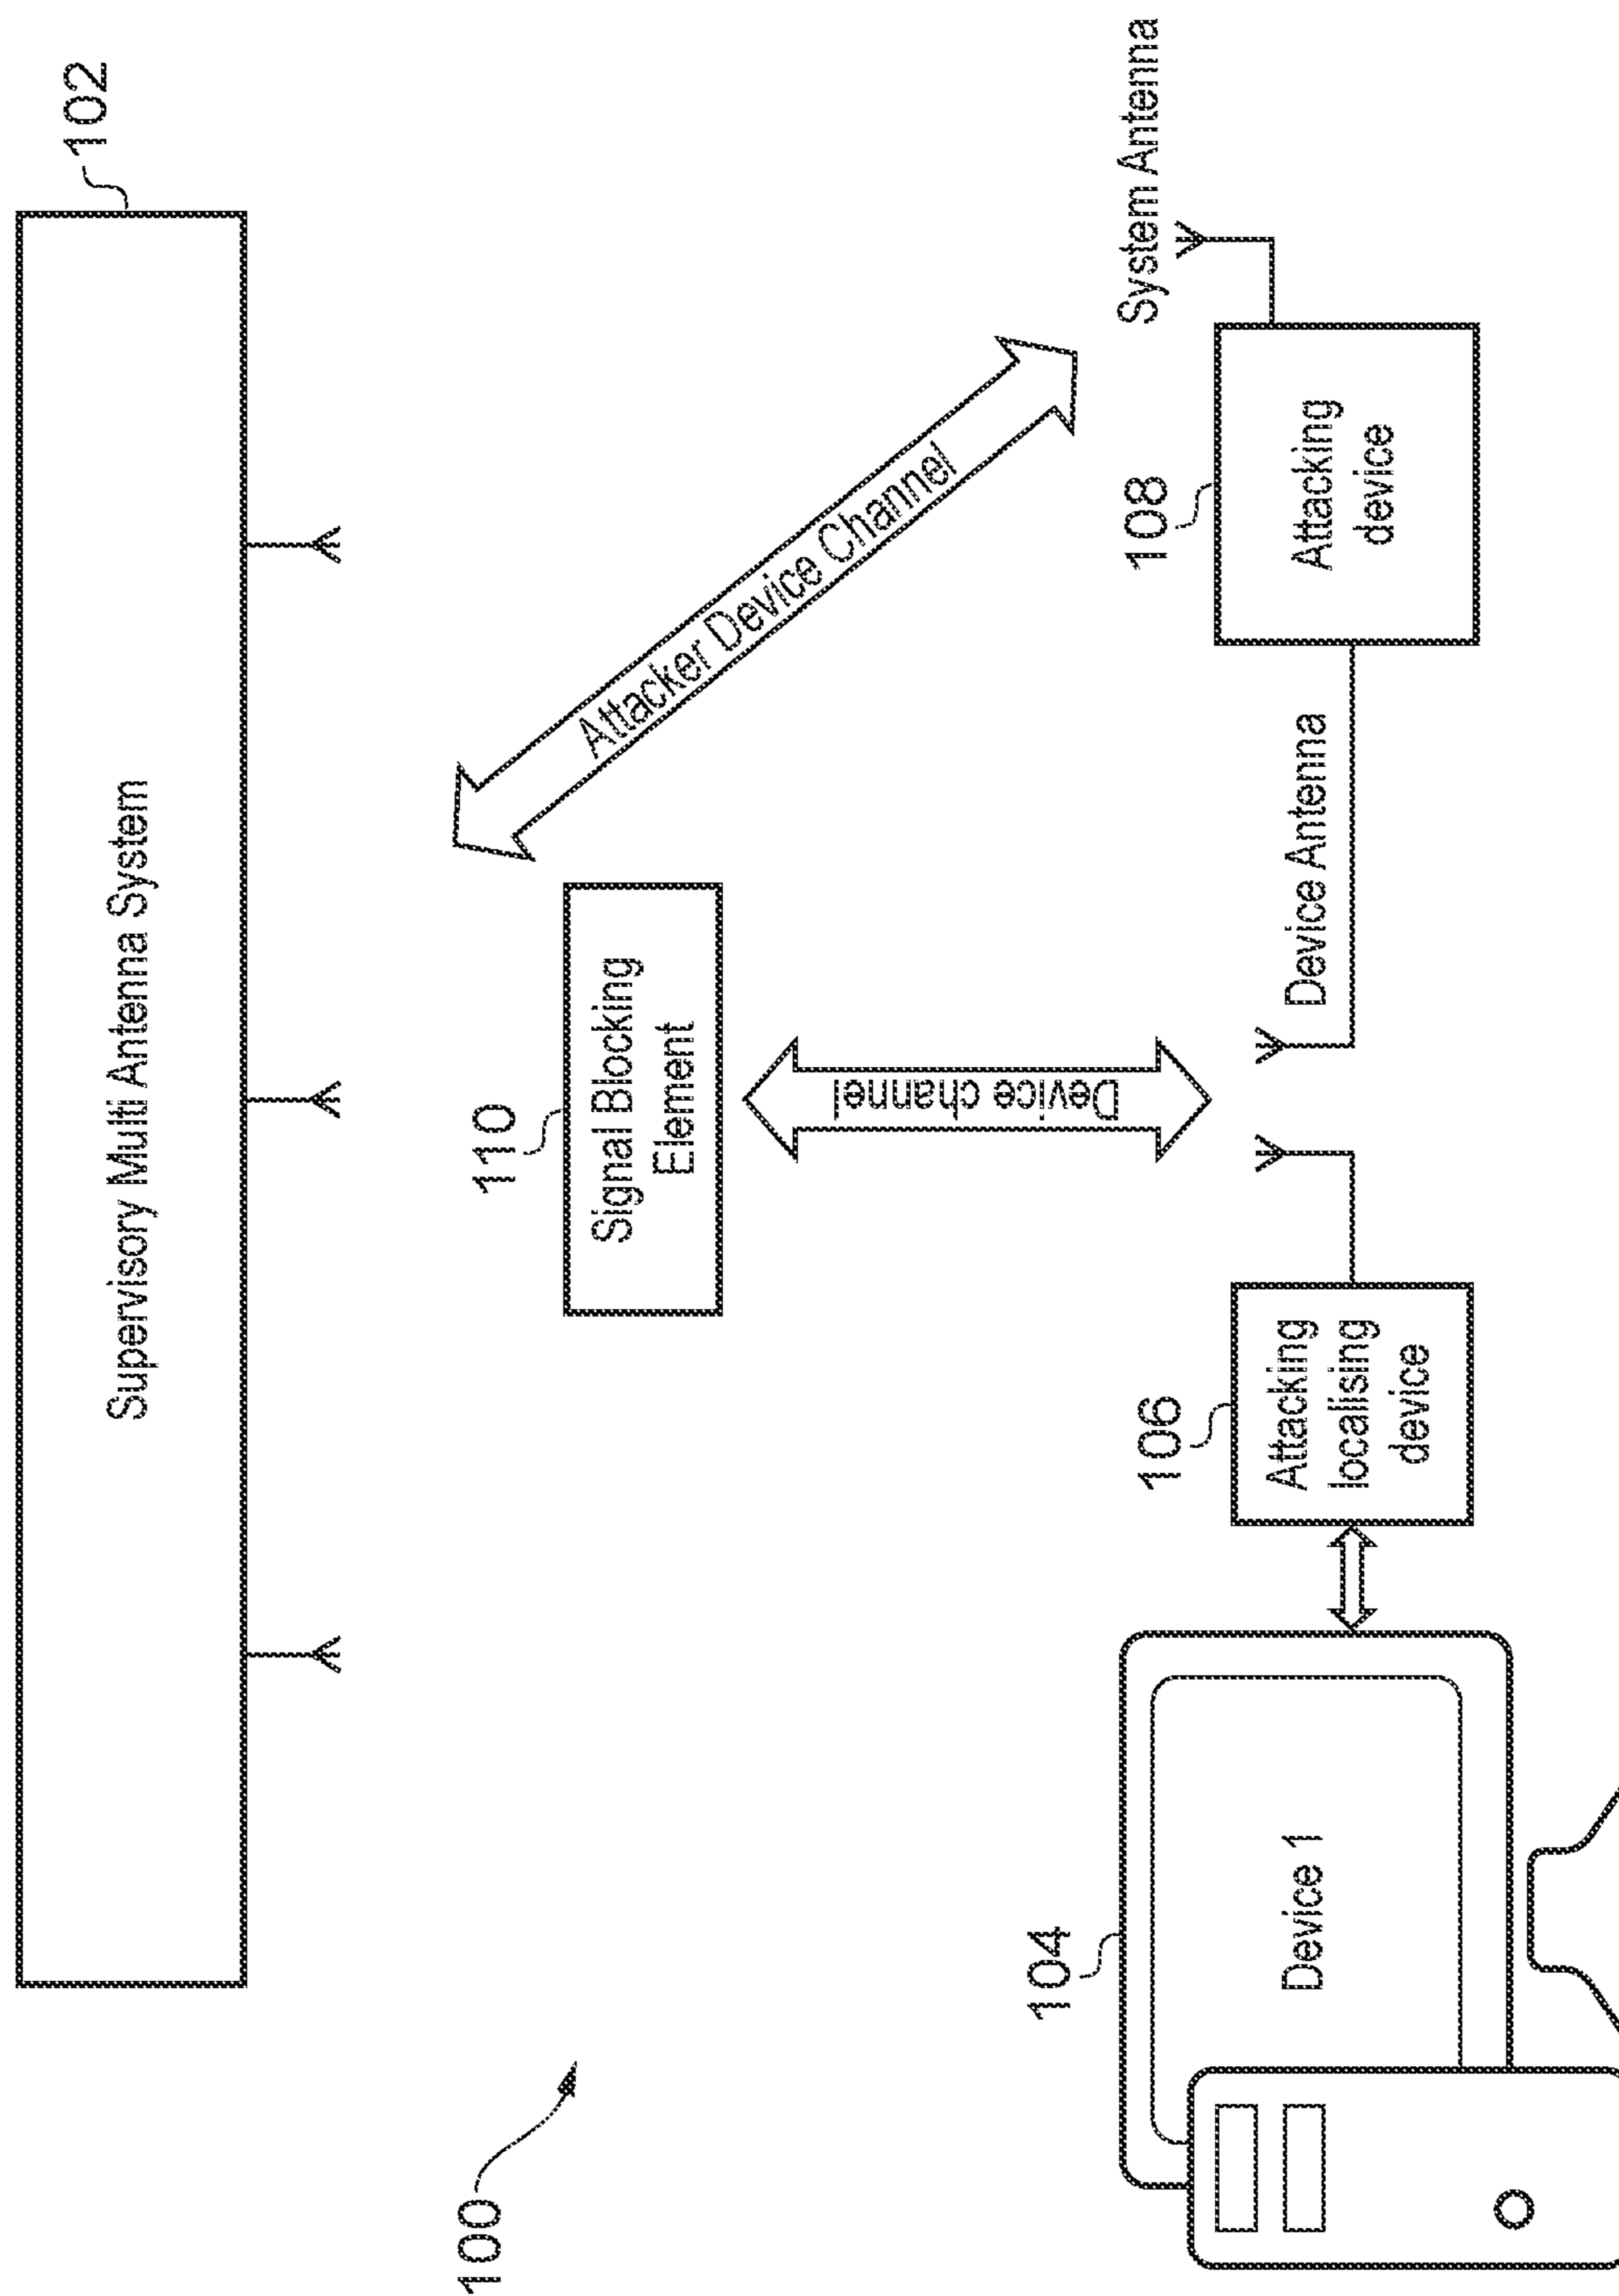 100
Supervisory Multi Antenna System
102
110
Signal Blocking
Element
Attacker Device Channel
Device channel
System Antenna
104
Device 1
106
Attacking
localising
device
Device Antenna
108
Attacking
device